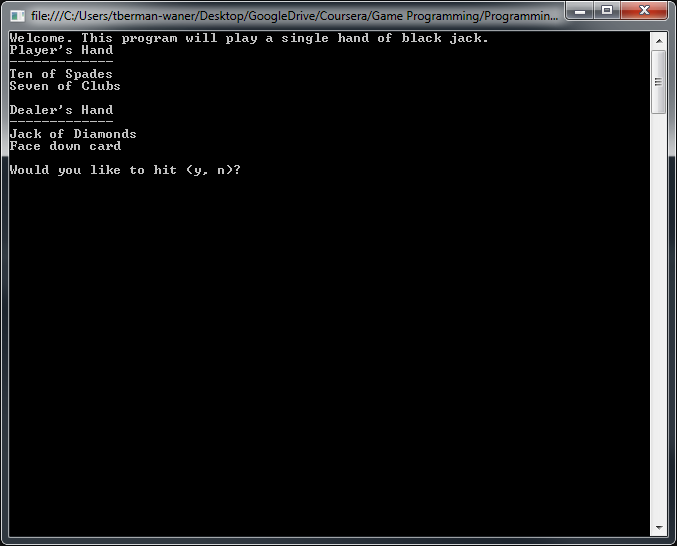 file:///C:/Users/tberman-waner/Desktop/GoogleDrive/Coursera/Game Programming/Programmin...
Welcome. This program will play a single hand of black jack.
Player's Hand
-------------
Ten of Spades
Seven of Clubs
Dealer's Hand
-------------
Jack of Diamonds
Face down card
Would you like to hit (y, n)?